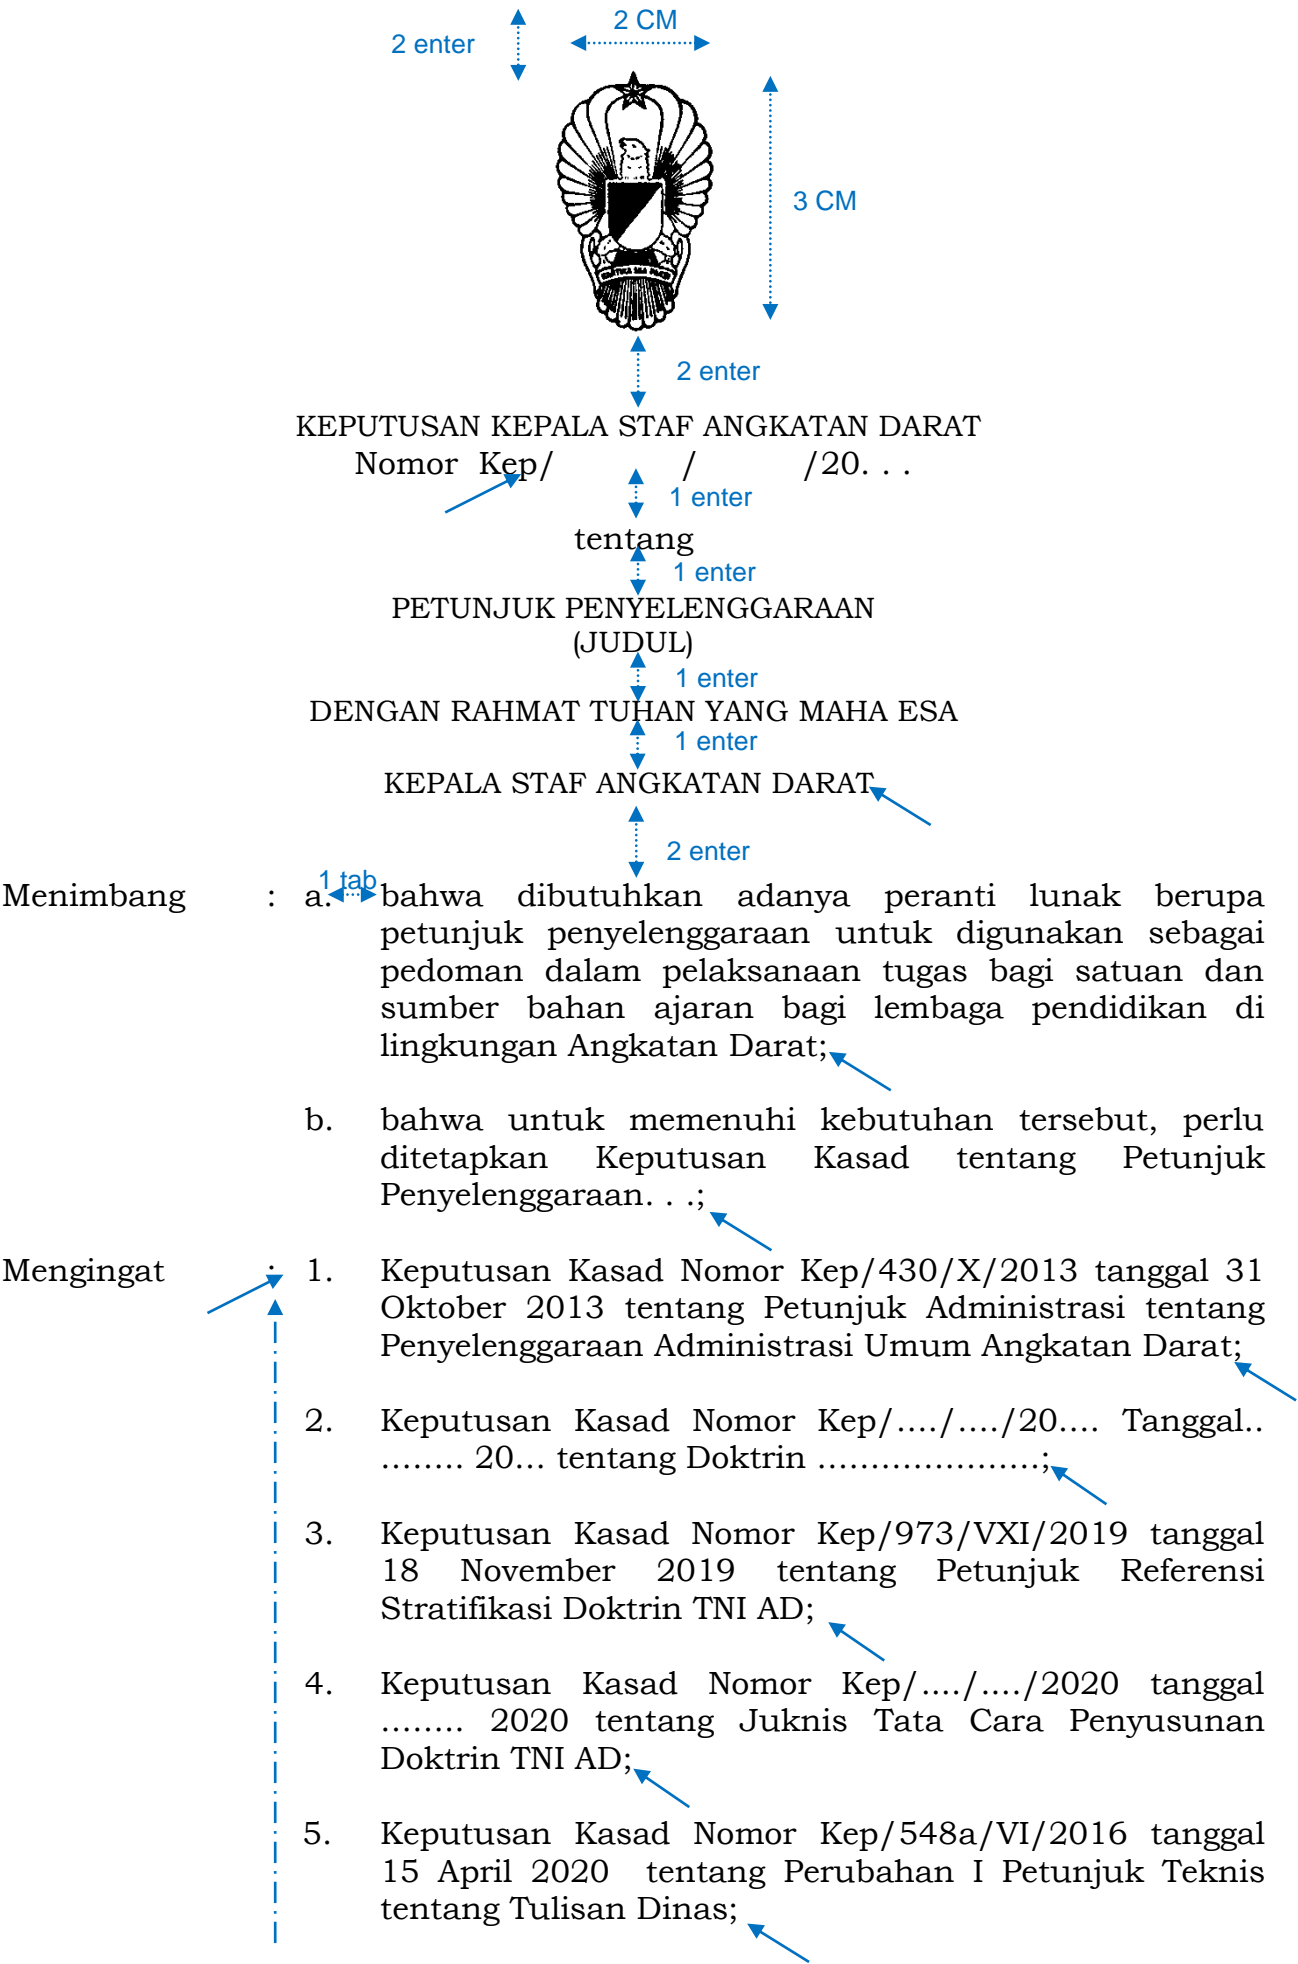 2 CM
2 enter
3 CM
KARTIKA EKA PAKSI
2 enter
KEPUTUSAN KEPALA STAF ANGKATAN DARAT
Nomor Kep/ / /20. . .
1 enter
tentang
1 enter
PETUNJUK PENYELENGGARAAN
(JUDUL)
1 enter
DENGAN RAHMAT TUHAN YANG MAHA ESA
1 enter
KEPALA STAF ANGKATAN DARAT
2 enter
1 tab
Menimbang : a. bahwa dibutuhkan adanya peranti lunak berupa
petunjuk penyelenggaraan untuk digunakan sebagai
pedoman dalam pelaksanaan tugas bagi satuan dan
sumber bahan ajaran bagi lembaga pendidikan di
lingkungan Angkatan Darat;
b. bahwa untuk memenuhi kebutuhan tersebut, perlu
ditetapkan Keputusan Kasad tentang Petunjuk
Penyelenggaraan. . .;
Mengingat : 1. Keputusan Kasad Nomor Kep/430/X/2013 tanggal 31
Oktober 2013 tentang Petunjuk Administrasi tentang
Penyelenggaraan Administrasi Umum Angkatan Darat;
2. Keputusan Kasad Nomor Kep/..../..../20.... Tanggal..
........ 20... tentang Doktrin .....................;
3. Keputusan Kasad Nomor Kep/973/VXI/2019 tanggal
18 November 2019 tentang Petunjuk Referensi
Stratifikasi Doktrin TNI AD;
4. Keputusan Kasad Nomor Kep/..../..../2020 tanggal
........ 2020 tentang Juknis Tata Cara Penyusunan
Doktrin TNI AD;
5. Keputusan Kasad Nomor Kep/548a/VI/2016 tanggal
15 April 2020 tentang Perubahan I Petunjuk Teknis
tentang Tulisan Dinas;